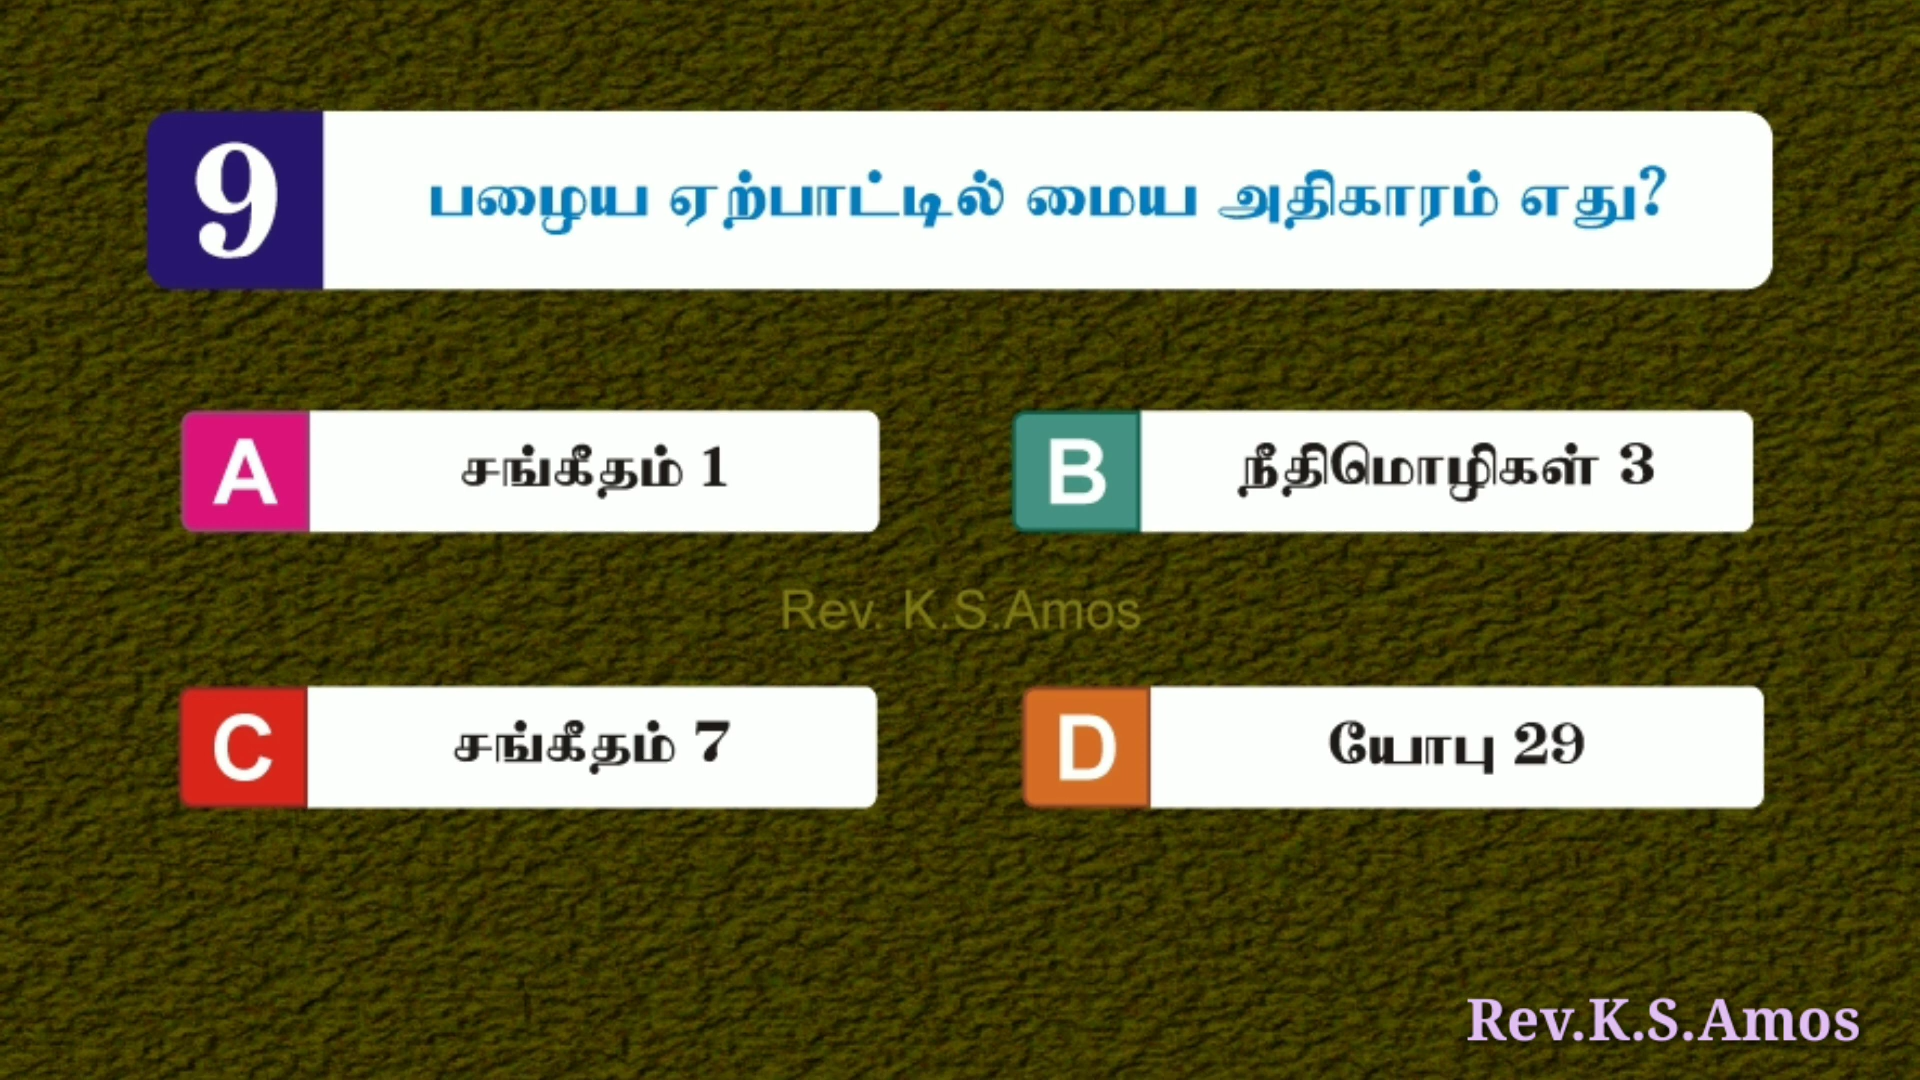 9
பழைய ஏற்பாட்டில் மைய அதிகாரம் எது?
A
சங்கீதம் 1
B
நீதிமொழிகள் 3
Rev. K.S.Amos
C
சங்கீதம் 7
D
யோபு 29
Rev.K.S.Amos